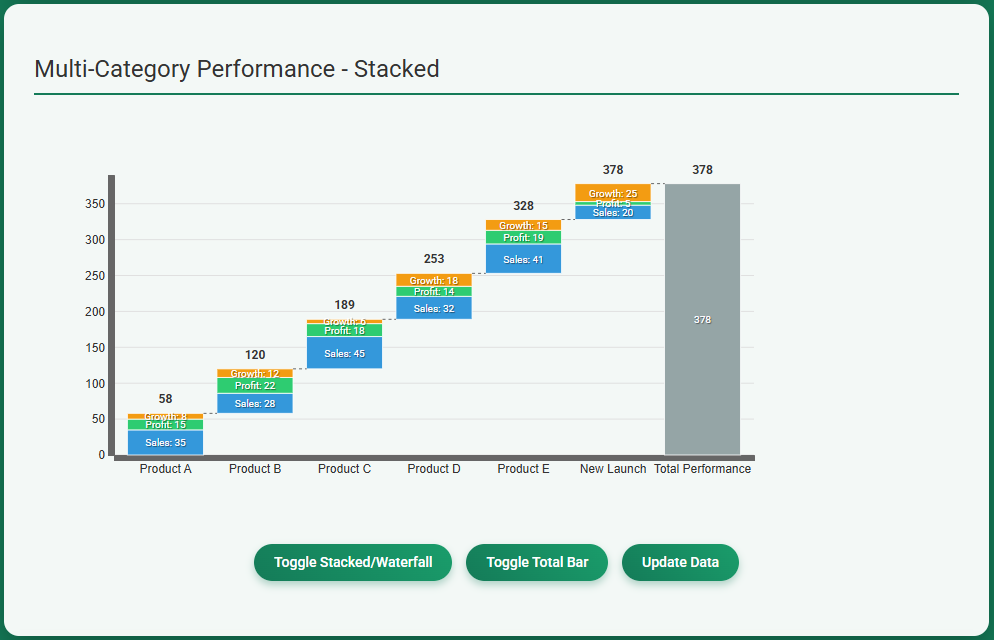 Multi-Category Performance - Stacked
378 378
350
Growth: 25
Profit: 5
Sales: 20
328
300
Growth: 15
Profit: 19
Sales: 41
253
250
Growth: 18
Profit: 14
Sales: 32
189
200
Growth: 6
Profit: 18
Sales: 45
378
150
120
Growth: 12
Profit: 22
Sales: 28
100
58
50
Growth: 8
Profit: 15
Sales: 35
0
Product A Product B Product C Product D Product E New Launch Total Performance
Toggle Stacked/Waterfall Toggle Total Bar Update Data